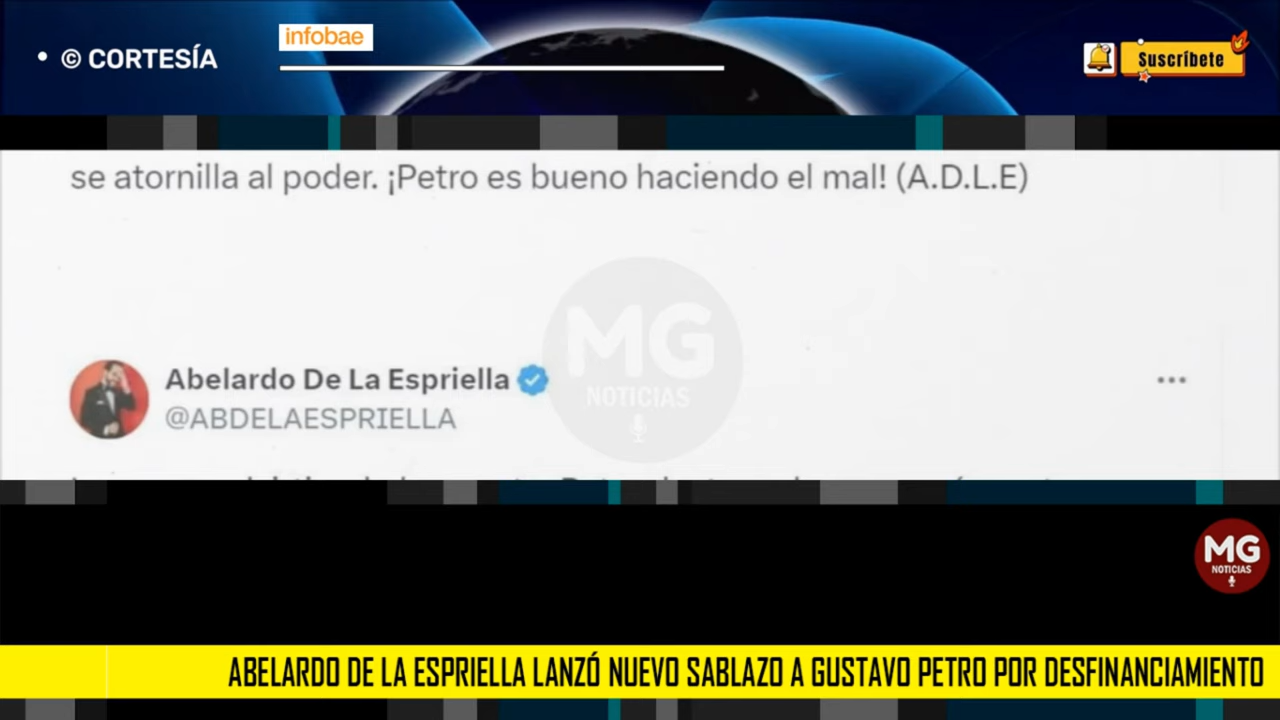 • © CORTESÍA
infobae
Suscríbete
se atornilla al poder. ¡Petro es bueno haciendo el mal! (A.D.L.E)
MG
NOTICIAS
Abelardo De La Espriella
@ABDELAESPRIELLA
MG
NOTICIAS
ABELARDO DE LA ESPRIELLA LANZÓ NUEVO SABLAZO A GUSTAVO PETRO POR DESFINANCIAMIENTO